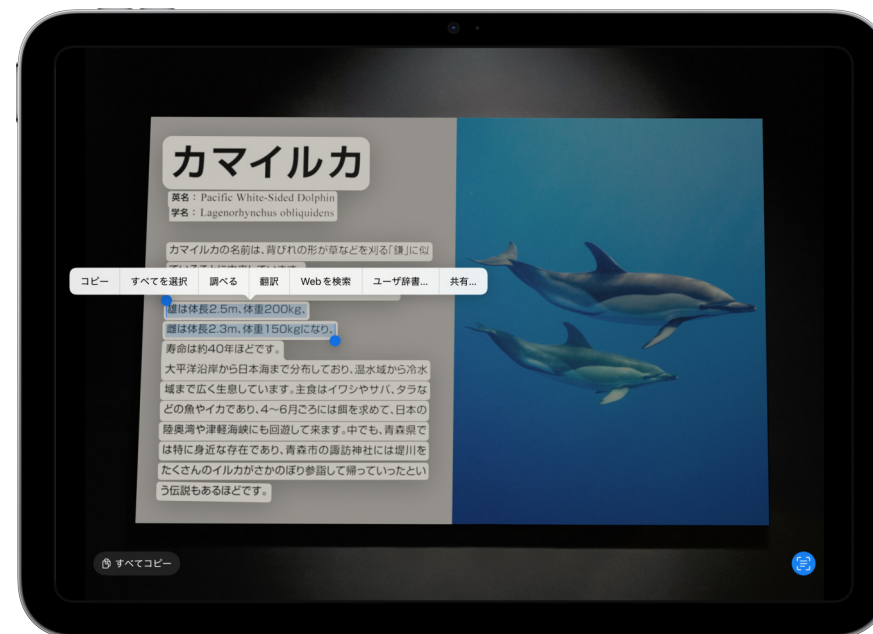 カマイルカ
英名：Pacific White-Sided Dolphin
学名：Lagenorhynchus obliquidens
カマイルカの名前は、背びれの形が草などを刈る「鎌」に似
コピー すべてを選択 調べる 翻訳 Webを検索 ユーザ辞書... 共有...
雄は体長2.5m、体重200kg、
雌は体長2.3m、体重150kgになり、
寿命は約40年ほどです。
太平洋沿岸から日本海まで分布しており、温水域から冷水
域まで広く生息しています。主食はイワシやサバ、タラな
どの魚やイカであり、4〜6月ごろには餌を求めて、日本の
陸奥湾や津軽海峡にも回遊して来ます。中でも、青森県で
は特に身近な存在であり、青森市の諏訪神社には堤川を
たくさんのイルカがさかのぼり参詣して帰っていったとい
う伝説もあるほどです。
すべてコピー